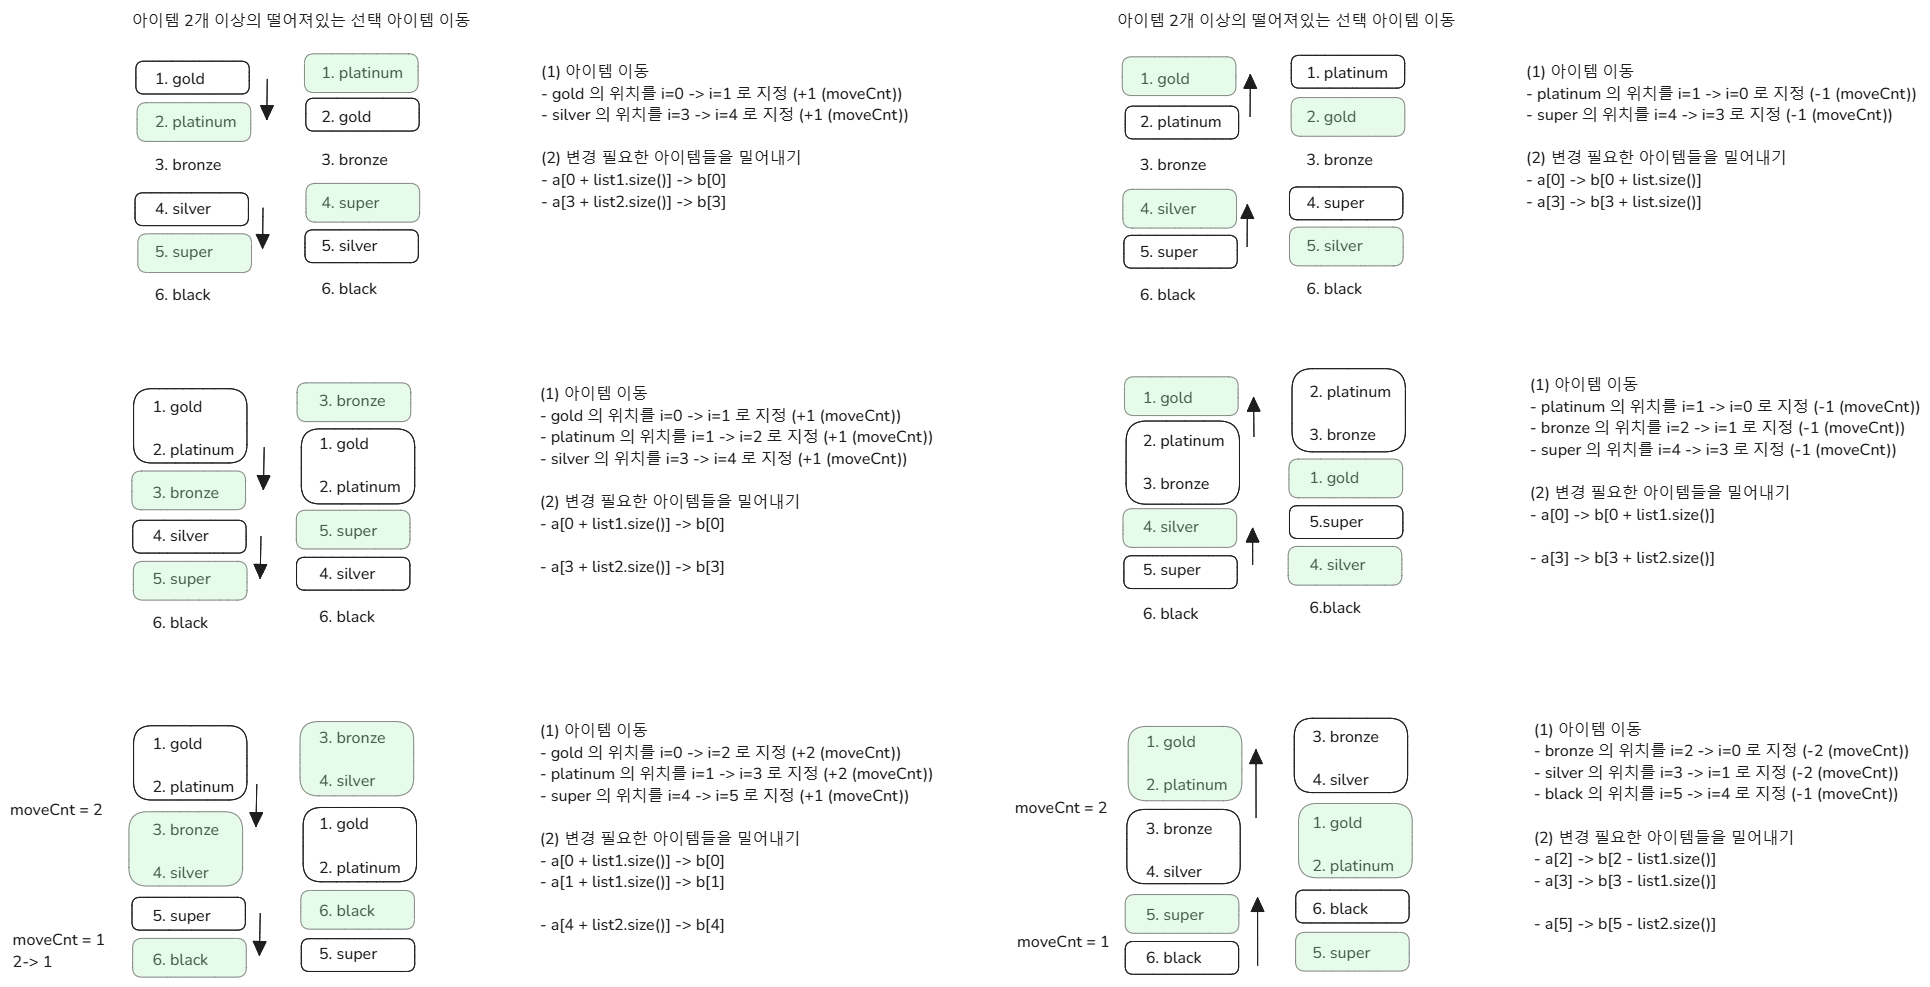 아이템 2개 이상의 떨어져있는 선택 아이템 이동
1. gold
2. platinum
3. bronze
4. silver
5. super
6. black
1. platinum
2. gold
3. bronze
4. super
5. silver
6. black
(1) 아이템 이동
- gold 의 위치를 i=0 -> i=1 로 지정 (+1 (moveCnt))
- silver 의 위치를 i=3 -> i=4 로 지정 (+1 (moveCnt))
(2) 변경 필요한 아이템들을 밀어내기
- a[0 + list1.size()] -> b[0]
- a[3 + list2.size()] -> b[3]
아이템 2개 이상의 떨어져있는 선택 아이템 이동
1. gold
2. platinum
3. bronze
4. silver
5. super
6. black
1. platinum
2. gold
3. bronze
4. super
5. silver
6. black
(1) 아이템 이동
- platinum 의 위치를 i=1 -> i=0 로 지정 (-1 (moveCnt))
- super 의 위치를 i=4 -> i=3 로 지정 (-1 (moveCnt))
(2) 변경 필요한 아이템들을 밀어내기
- a[0] -> b[0 + list.size()]
- a[3] -> b[3 + list.size()]
1. gold
2. platinum
3. bronze
4. silver
5. super
6. black
3. bronze
1. gold
2. platinum
5. super
4. silver
6. black
(1) 아이템 이동
- gold 의 위치를 i=0 -> i=1 로 지정 (+1 (moveCnt))
- platinum 의 위치를 i=1 -> i=2 로 지정 (+1 (moveCnt))
- silver 의 위치를 i=3 -> i=4 로 지정 (+1 (moveCnt))
(2) 변경 필요한 아이템들을 밀어내기
- a[0 + list1.size()] -> b[0]
- a[3 + list2.size()] -> b[3]
1. gold
2. platinum
3. bronze
4. silver
5. super
6. black
2. platinum
3. bronze
1. gold
5.super
4. silver
6.black
(1) 아이템 이동
- platinum 의 위치를 i=1 -> i=0 로 지정 (-1 (moveCnt))
- bronze 의 위치를 i=2 -> i=1 로 지정 (-1 (moveCnt))
- super 의 위치를 i=4 -> i=3 로 지정 (-1 (moveCnt))
(2) 변경 필요한 아이템들을 밀어내기
- a[0] -> b[0 + list1.size()]
- a[3] -> b[3 + list2.size()]
moveCnt = 2
moveCnt = 1
2-> 1
1. gold
2. platinum
3. bronze
4. silver
5. super
6. black
3. bronze
4. silver
1. gold
2. platinum
6. black
5. super
(1) 아이템 이동
- gold 의 위치를 i=0 -> i=2 로 지정 (+2 (moveCnt))
- platinum 의 위치를 i=1 -> i=3 로 지정 (+2 (moveCnt))
- super 의 위치를 i=4 -> i=5 로 지정 (+1 (moveCnt))
(2) 변경 필요한 아이템들을 밀어내기
- a[0 + list1.size()] -> b[0]
- a[1 + list1.size()] -> b[1]
- a[4 + list2.size()] -> b[4]
moveCnt = 2
moveCnt = 1
1. gold
2. platinum
3. bronze
4. silver
5. super
6. black
3. bronze
4. silver
1. gold
2. platinum
6. black
5. super
(1) 아이템 이동
- bronze 의 위치를 i=2 -> i=0 로 지정 (-2 (moveCnt))
- silver 의 위치를 i=3 -> i=1 로 지정 (-2 (moveCnt))
- black 의 위치를 i=5 -> i=4 로 지정 (-1 (moveCnt))
(2) 변경 필요한 아이템들을 밀어내기
- a[2] -> b[2 - list1.size()]
- a[3] -> b[3 - list1.size()]
- a[5] -> b[5 - list2.size()]